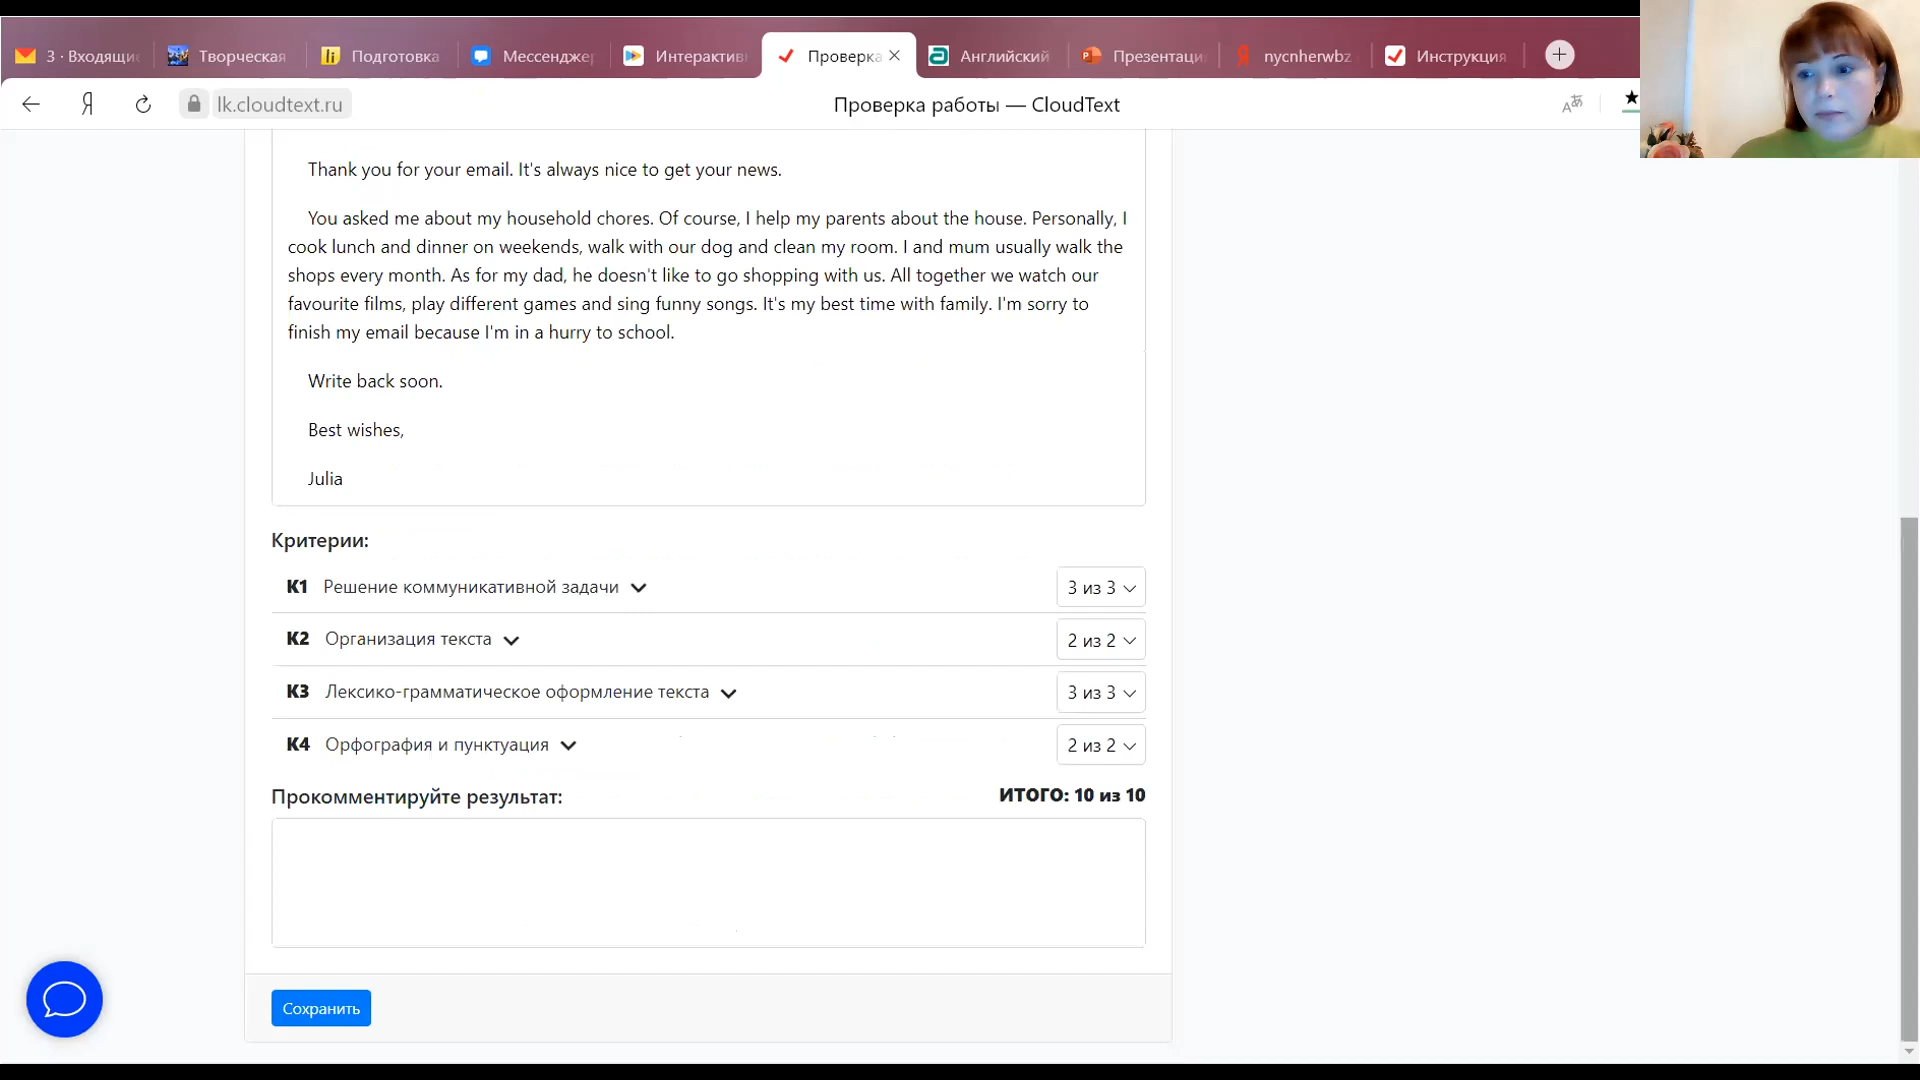 3 · Входящие
Творческая
Подготовка
Мессенджер
Интерактив
Проверка
Английский
Презентаци
nycnherwbz
Инструкция
lk.cloudtext.ru
Проверка работы — CloudText
Thank you for your email. It's always nice to get your news.
You asked me about my household chores. Of course, I help my parents about the house. Personally, I
cook lunch and dinner on weekends, walk with our dog and clean my room. I and mum usually walk the
shops every month. As for my dad, he doesn't like to go shopping with us. All together we watch our
favourite films, play different games and sing funny songs. It's my best time with family. I'm sorry to
finish my email because I'm in a hurry to school.
Write back soon.
Best wishes,
Julia
Критерии:
К1 Решение коммуникативной задачи 3 из 3
К2 Организация текста 2 из 2
К3 Лексико-грамматическое оформление текста 3 из 3
К4 Орфография и пунктуация 2 из 2
Прокомментируйте результат: ИТОГО: 10 из 10
Сохранить